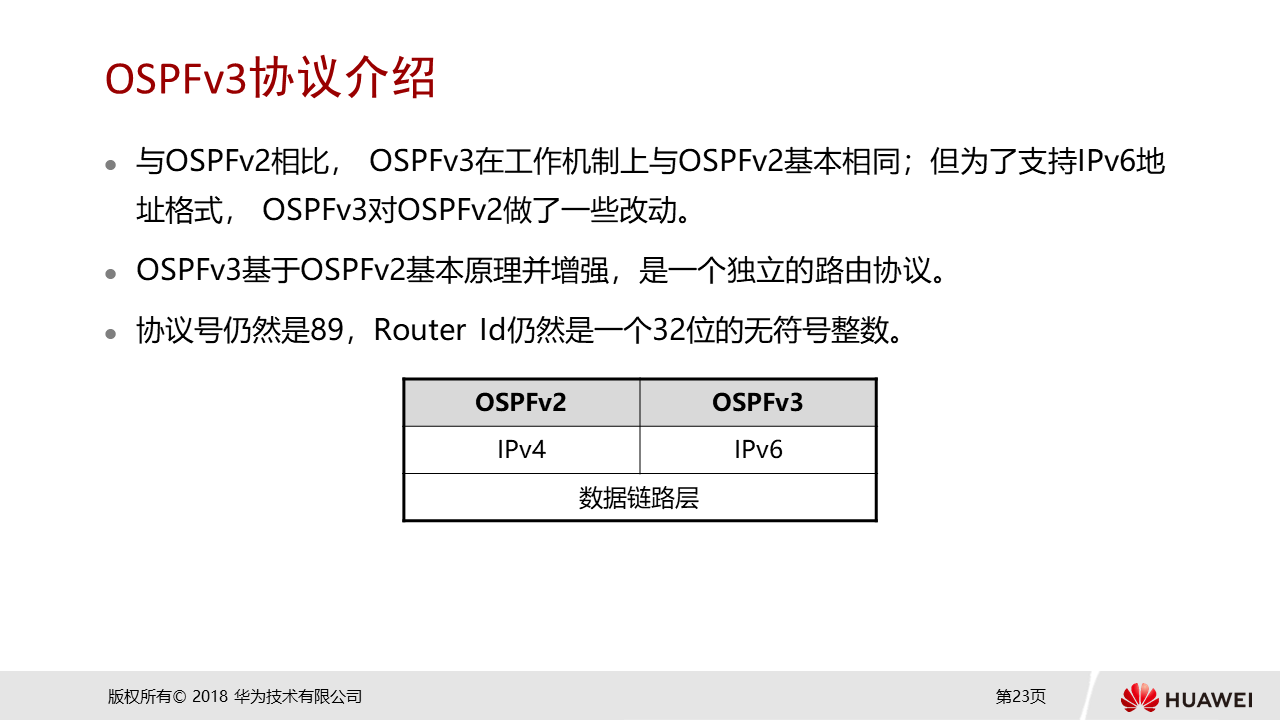 OSPFv3协议介绍
与OSPFv2相比， OSPFv3在工作机制上与OSPFv2基本相同；但为了支持IPv6地
址格式， OSPFv3对OSPFv2做了一些改动。
OSPFv3基于OSPFv2基本原理并增强，是一个独立的路由协议。
协议号仍然是89，Router Id仍然是一个32位的无符号整数。
OSPFv2 OSPFv3
IPv4 IPv6
数据链路层
版权所有© 2018 华为技术有限公司 第23页 HUAWEI